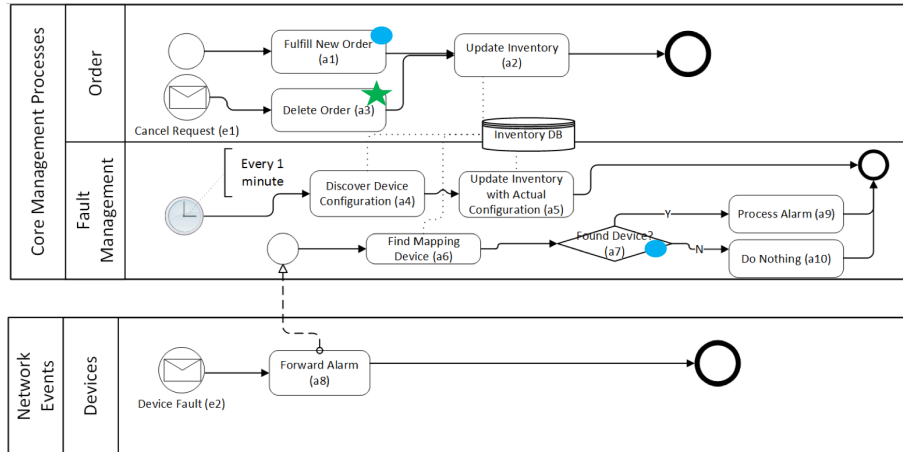 Core Management Processes
Order
Fulfill New Order
(a1)
Update Inventory
(a2)
Delete Order (a3)
Cancel Request (e1)
Inventory DB
Fault
Management
Every 1
minute
Discover Device
Configuration (a4)
Update Inventory
with Actual
Configuration (a5)
Find Mapping
Device (a6)
Found Device?
(a7)
Y
Process Alarm (a9)
N
Do Nothing (a10)
Network
Events
Devices
Forward Alarm
(a8)
Device Fault (e2)